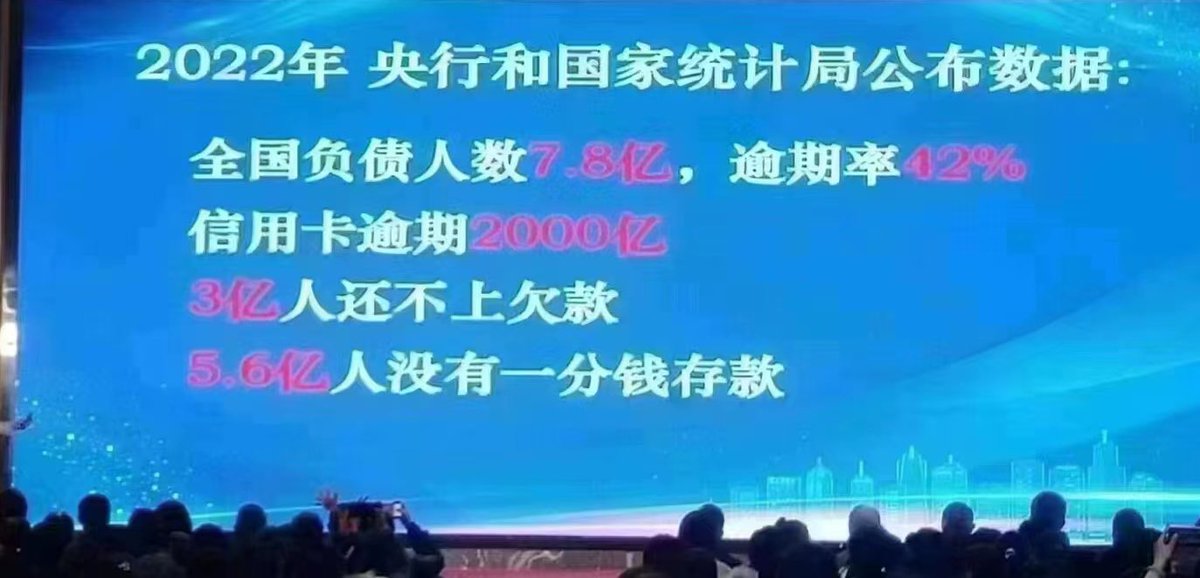 2022年 央行和国家统计局公布数据:
全国负债人数7.8亿，逾期率42%
信用卡逾期2000亿
3亿人还不上欠款
5.6亿人没有一分钱存款